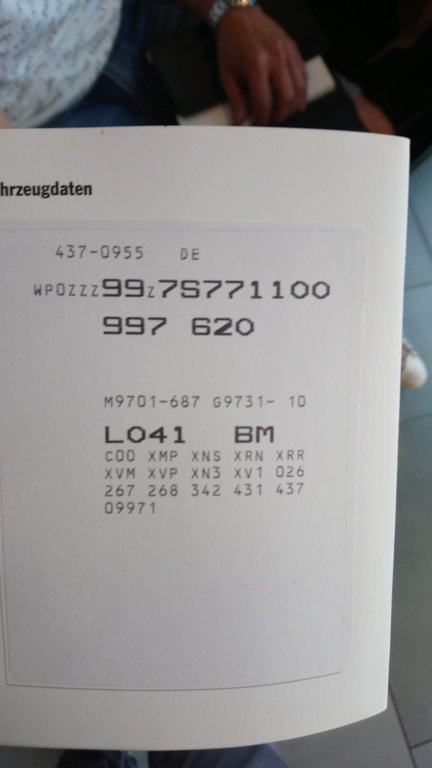 hrzeugdaten
437-0955 DE
WP0ZZZ99Z7S771100
997 620
M9701-687 G9731- 10
L041 BM
C00 XMP XNS XRN XRR
XVM XVP XN3 XV1 026
267 268 342 431 437
09971